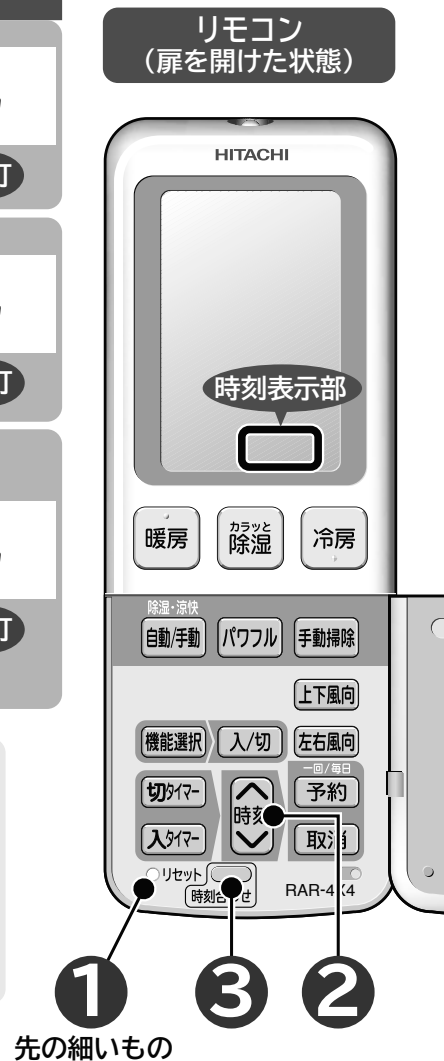 リモコン
(扉を開けた状態)
HITACHI
時刻表示部
暖房
カラッと
除湿
冷房
除湿・涼快
自動/手動
パワフル
手動掃除
上下風向
機能選択
入/切
左右風向
一回/毎日
切タイマー
時刻
予約
入タイマー
取消
リセット
時刻合わせ
RAR-4X4
1
3
2
先の細いもの